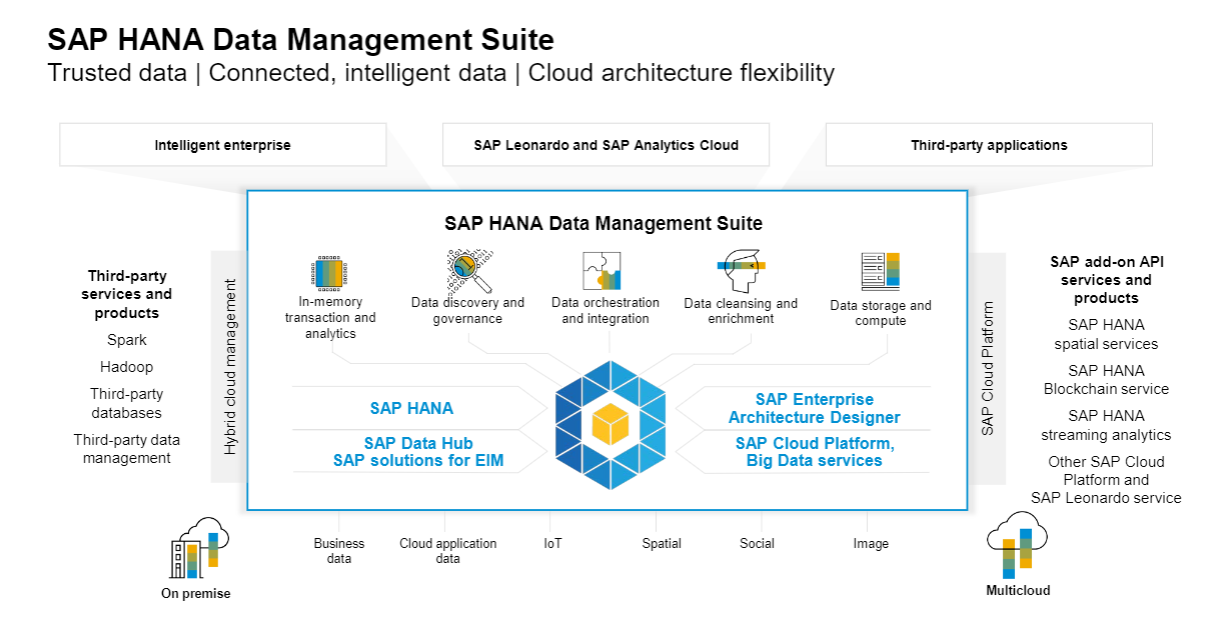 SAP HANA Data Management Suite
Trusted data | Connected, intelligent data | Cloud architecture flexibility
Intelligent enterprise
SAP Leonardo and SAP Analytics Cloud
Third-party applications
SAP HANA Data Management Suite
In-memory
transaction and
analytics
Data discovery and
governance
Data orchestration
and integration
Data cleansing and
enrichment
Data storage and
compute
SAP HANA
SAP Data Hub
SAP solutions for EIM
SAP Enterprise
Architecture Designer
SAP Cloud Platform,
Big Data services
Third-party
services and
products
Spark
Hadoop
Third-party
databases
Third-party data
management
Hybrid cloud management
SAP Cloud Platform
SAP add-on API
services and
products
SAP HANA
spatial services
SAP HANA
Blockchain service
SAP HANA
streaming analytics
Other SAP Cloud
Platform and
SAP Leonardo service
On premise
Business
data
Cloud application
data
IoT
Spatial
Social
Image
Multicloud